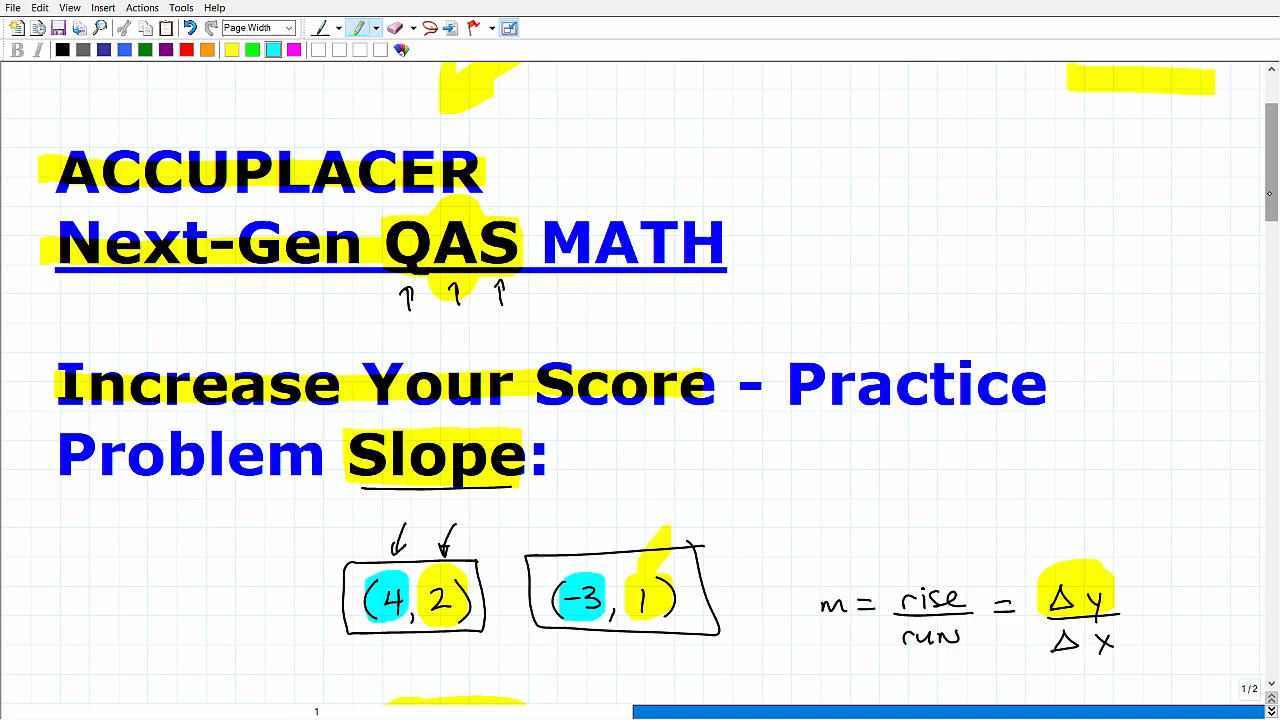 File Edit View Insert Actions Tools Help
Page Width
B I
ACCUPLACER
Next-Gen QAS MATH
Increase Your Score - Practice
Problem Slope:
(4, 2) (-3, 1) m = rise/run = Δy/Δx
1/2
1